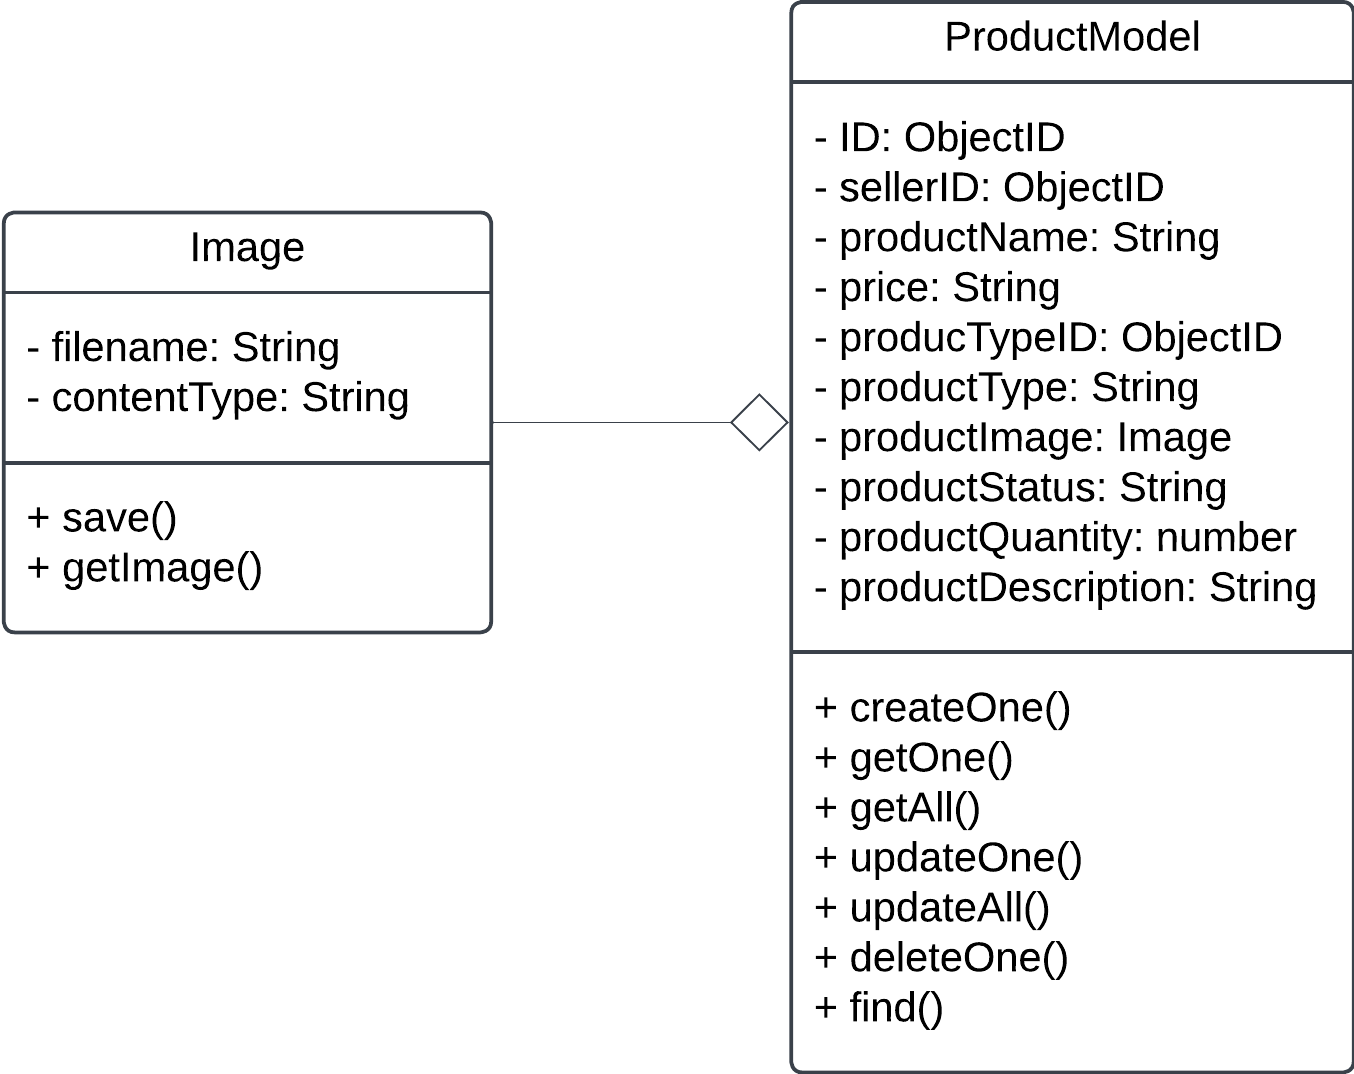 Image
- filename: String
- contentType: String
+ save()
+ getImage()
ProductModel
- ID: ObjectID
- sellerID: ObjectID
- productName: String
- price: String
- producTypeID: ObjectID
- productType: String
- productImage: Image
- productStatus: String
- productQuantity: number
- productDescription: String
+ createOne()
+ getOne()
+ getAll()
+ updateOne()
+ updateAll()
+ deleteOne()
+ find()